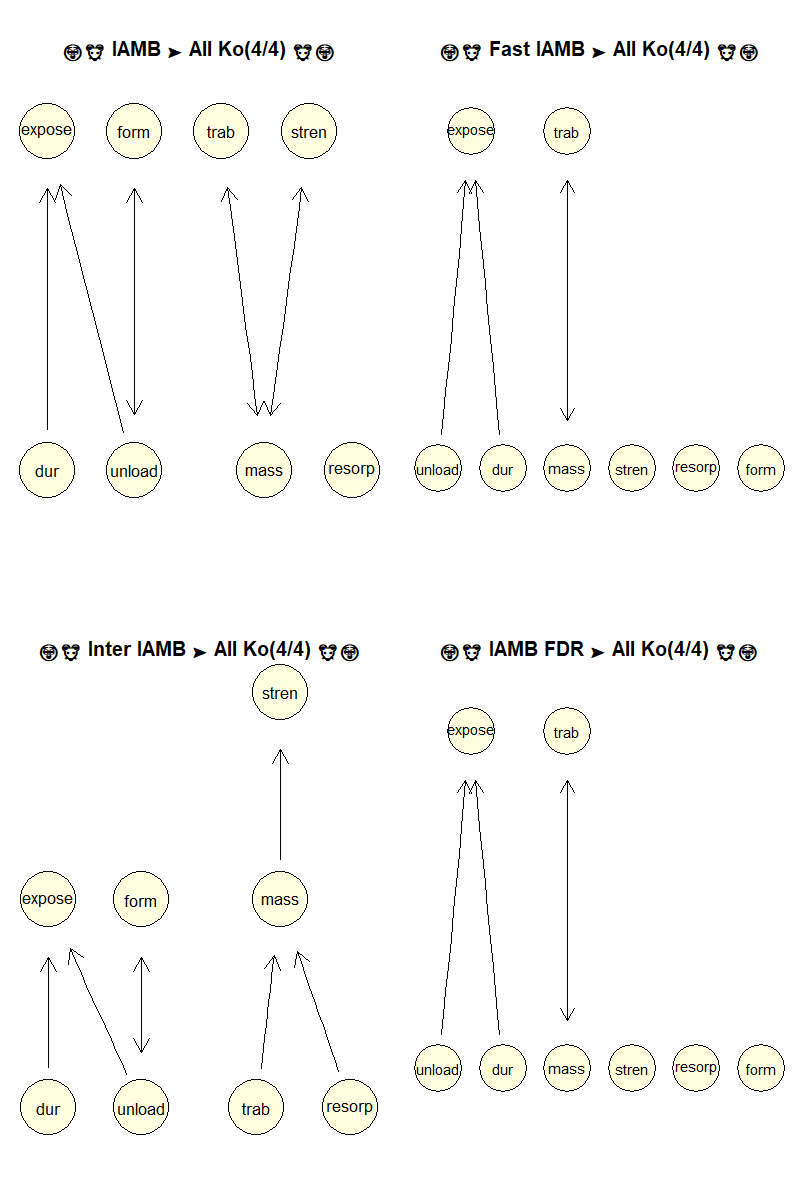 IAMB ➤ All Ko(4/4)
expose form trab stren
dur unload mass resorp
Fast IAMB ➤ All Ko(4/4)
expose trab
unload dur mass stren resorp form
Inter IAMB ➤ All Ko(4/4)
stren
expose form mass
dur unload trab resorp
IAMB FDR ➤ All Ko(4/4)
expose trab
unload dur mass stren resorp form